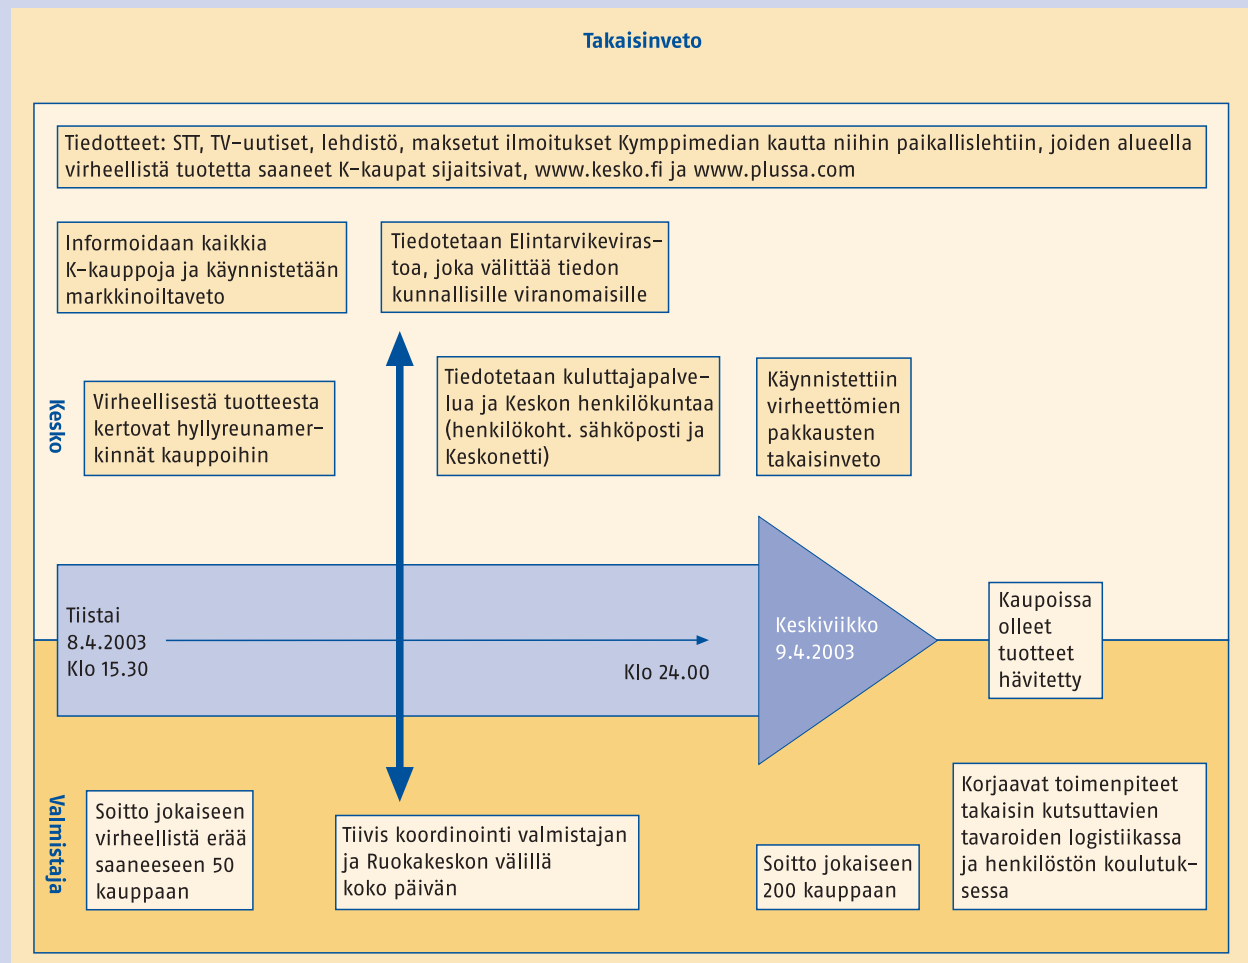 Takaisinveto
Tiedotteet: STT, TV-uutiset, lehdistö, maksetut ilmoitukset Kymppimedian kautta niihin paikallislehtiin, joiden alueella
virheellistä tuotetta saaneet K-kaupat sijaitsivat, www.kesko.fi ja www.plussa.com
Informoidaan kaikkia
K-kauppoja ja käynnistetään
markkinoiltaveto
Tiedotetaan Elintarvikeviras-
toa, joka välittää tiedon
kunnallisille viranomaisille
Kesko
Virheellisestä tuotteesta
kertovat hyllyreunamer-
kinnät kauppoihin
Tiedotetaan kuluttajapalve-
lua ja Keskon henkilökuntaa
(henkilökoht. sähköposti ja
Keskonetti)
Käynnistettiin
virheettömien
pakkausten
takaisinveto
Tiistai
8.4.2003
Klo 15.30
Klo 24.00
Keskiviikko
9.4.2003
Kaupoissa
olleet
tuotteet
hävitetty
Valmistaja
Soitto jokaiseen
virheellistä erää
saaneeseen 50
kauppaan
Tiivis koordinointi valmistajan
ja Ruokakeskon välillä
koko päivän
Soitto jokaiseen
200 kauppaan
Korjaavat toimenpiteet
takaisin kutsuttavien
tavaroiden logistiikassa
ja henkilöstön koulutuk-
sessa